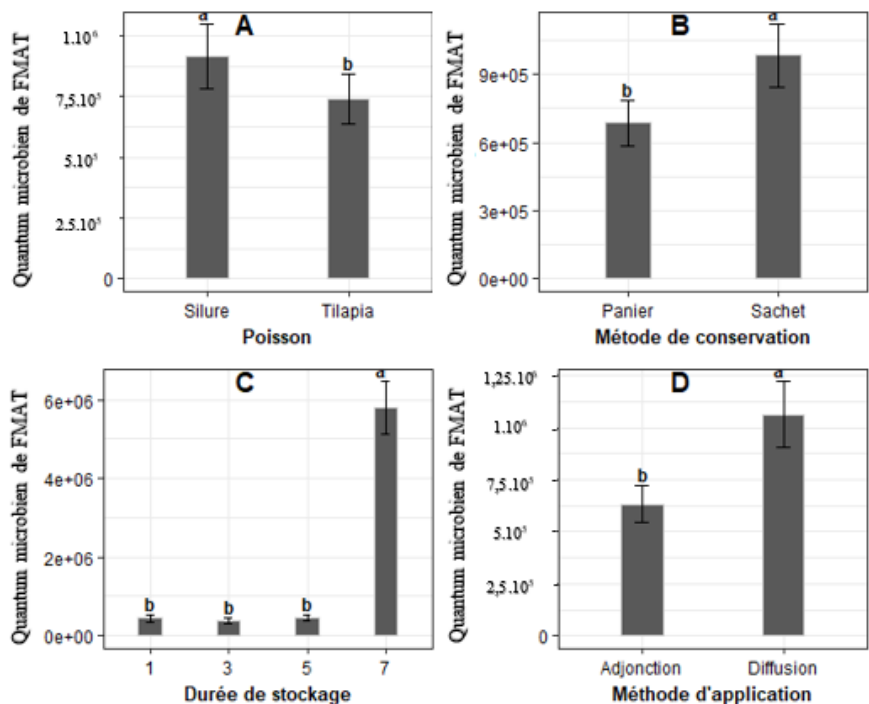 A
Quantum microbien de FMAT
1.10⁶
7,5.10⁵
5.10⁵
2.5.10⁵
0
a
b
Silure
Tilapia
Poisson
B
Quantum microbien de FMAT
9e+05
6e+05
3e+05
0e+00
b
a
Panier
Sachet
Métode de conservation
C
Quantum microbien de FMAT
6e+06
4e+06
2e+06
0e+00
b
b
b
a
1
3
5
7
Durée de stockage
D
Quantum microbien de FMAT
1,25.10⁶
1.10⁶
7,5.10⁵
5.10⁵
2,5.10⁵
0
b
a
Adjonction
Diffusion
Méthode d'application